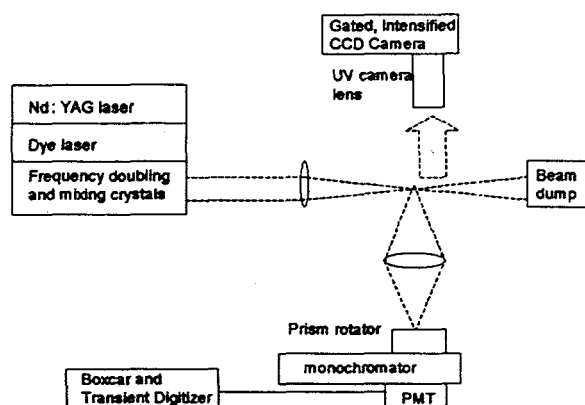 Gated, Intensified
CCD Camera
UV camera
lens
Nd: YAG laser
Dye laser
Frequency doubling
and mixing crystals
Beam
dump
Prism rotator
monochromator
Boxcar and
Transient Digitizer
PMT